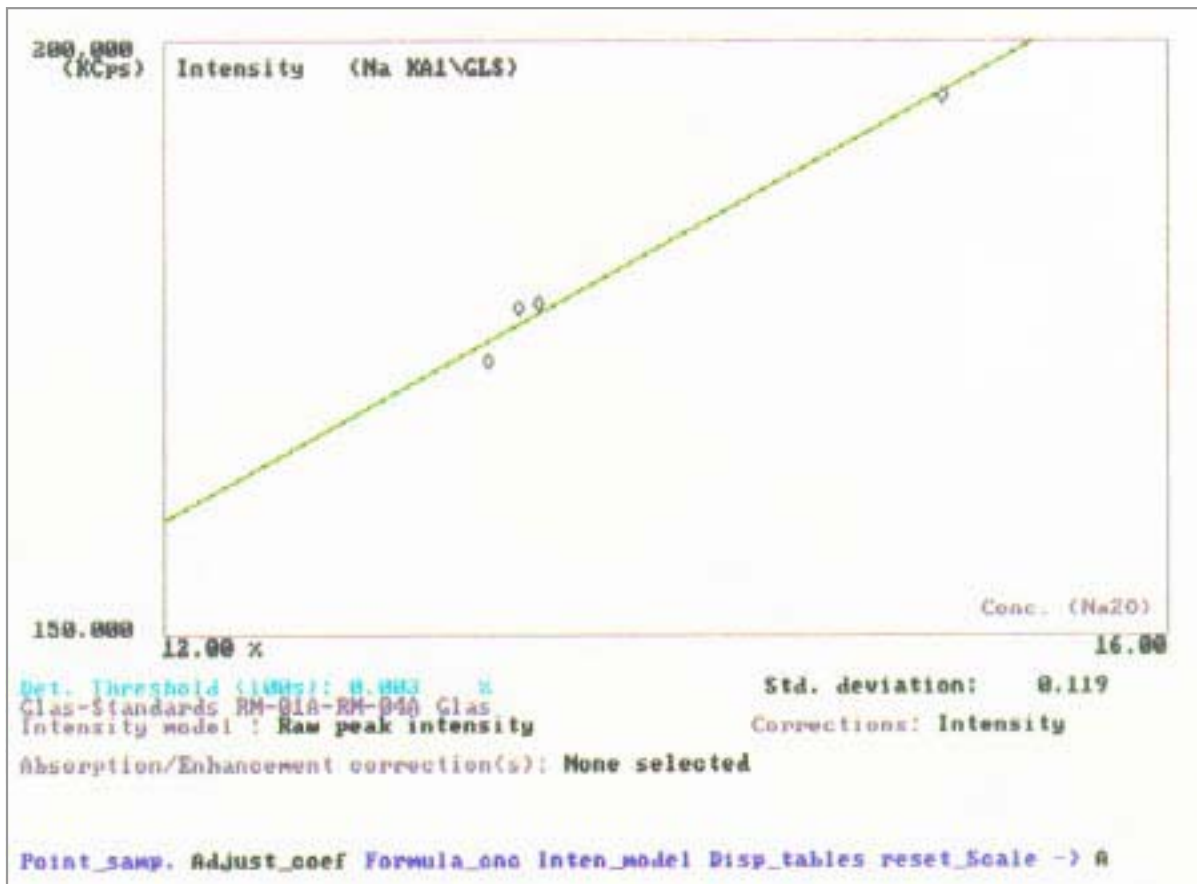 200.000
(KCps) Intensity (Na KA1\GLS)
Conc. (Na2O)
150.000
12.00 % 16.00
Det. Threshold (100s): 0.003 % Std. deviation: 0.119
Glas-Standards RM-01A-RM-04A Glas
Intensity model : Raw peak intensity Corrections: Intensity
Absorption/Enhancement correction(s): None selected
Point_samp. Adjust_coef Formula_cnc Inten_model Disp_tables reset_Scale -> A